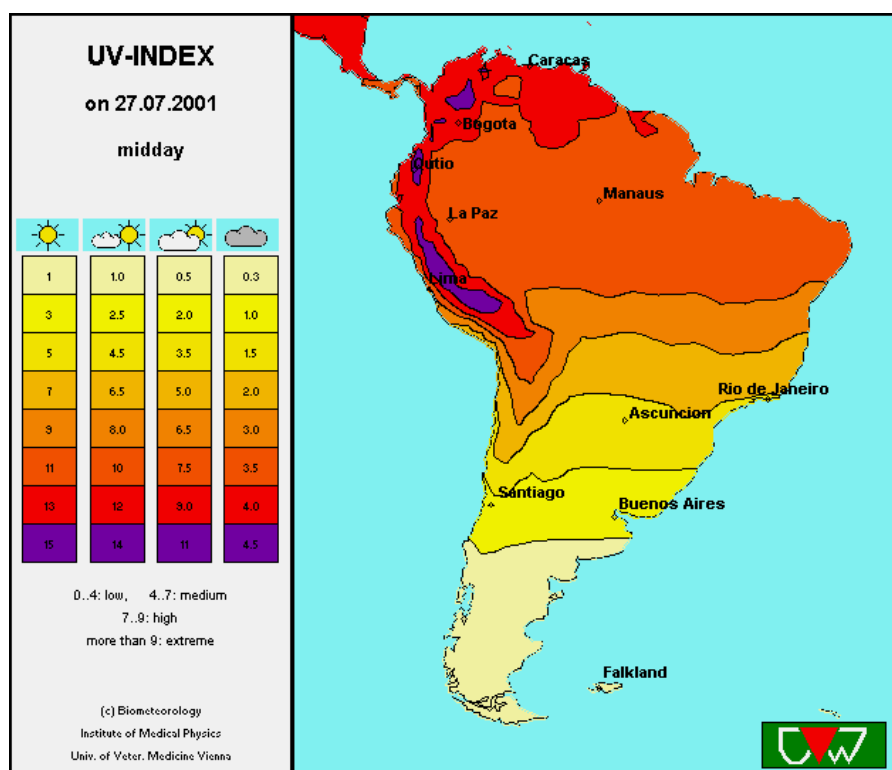 UV-INDEX
on 27.07.2001
midday
1 1.0 0.5 0.3
3 2.5 2.0 1.0
5 4.5 3.5 1.5
7 6.5 5.0 2.0
9 8.0 6.5 3.0
11 10 7.5 3.5
13 12 9.0 4.0
15 14 11 4.5
0..4: low, 4..7: medium
7..9: high
more than 9: extreme
(c) Biometeorology
Institute of Medical Physics
Univ. of Veter. Medicine Vienna
Caracas
Bogota
Qutio
Manaus
La Paz
Lima
Rio de Janeiro
Ascuncion
Santiago
Buenos Aires
Falkland